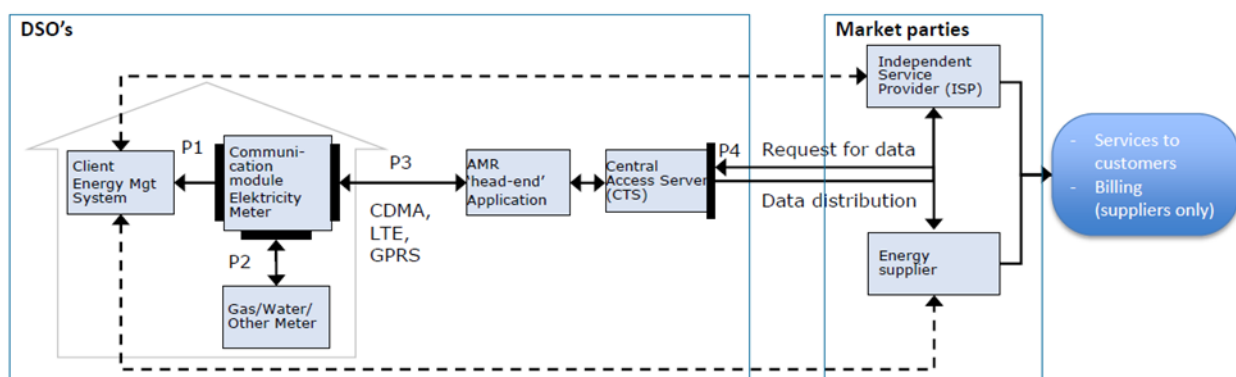 DSO's
Market parties
Independent
Service
Provider (ISP)
P1
Client
Energy Mgt
System
Communi-
cation
module
Elektricity
Meter
P3
CDMA,
LTE,
GPRS
AMR
'head-end'
Application
Central
Access Server
(CTS)
P4
Request for data
Data distribution
P2
Gas/Water/
Other Meter
Energy
supplier
- Services to
customers
- Billing
(suppliers only)